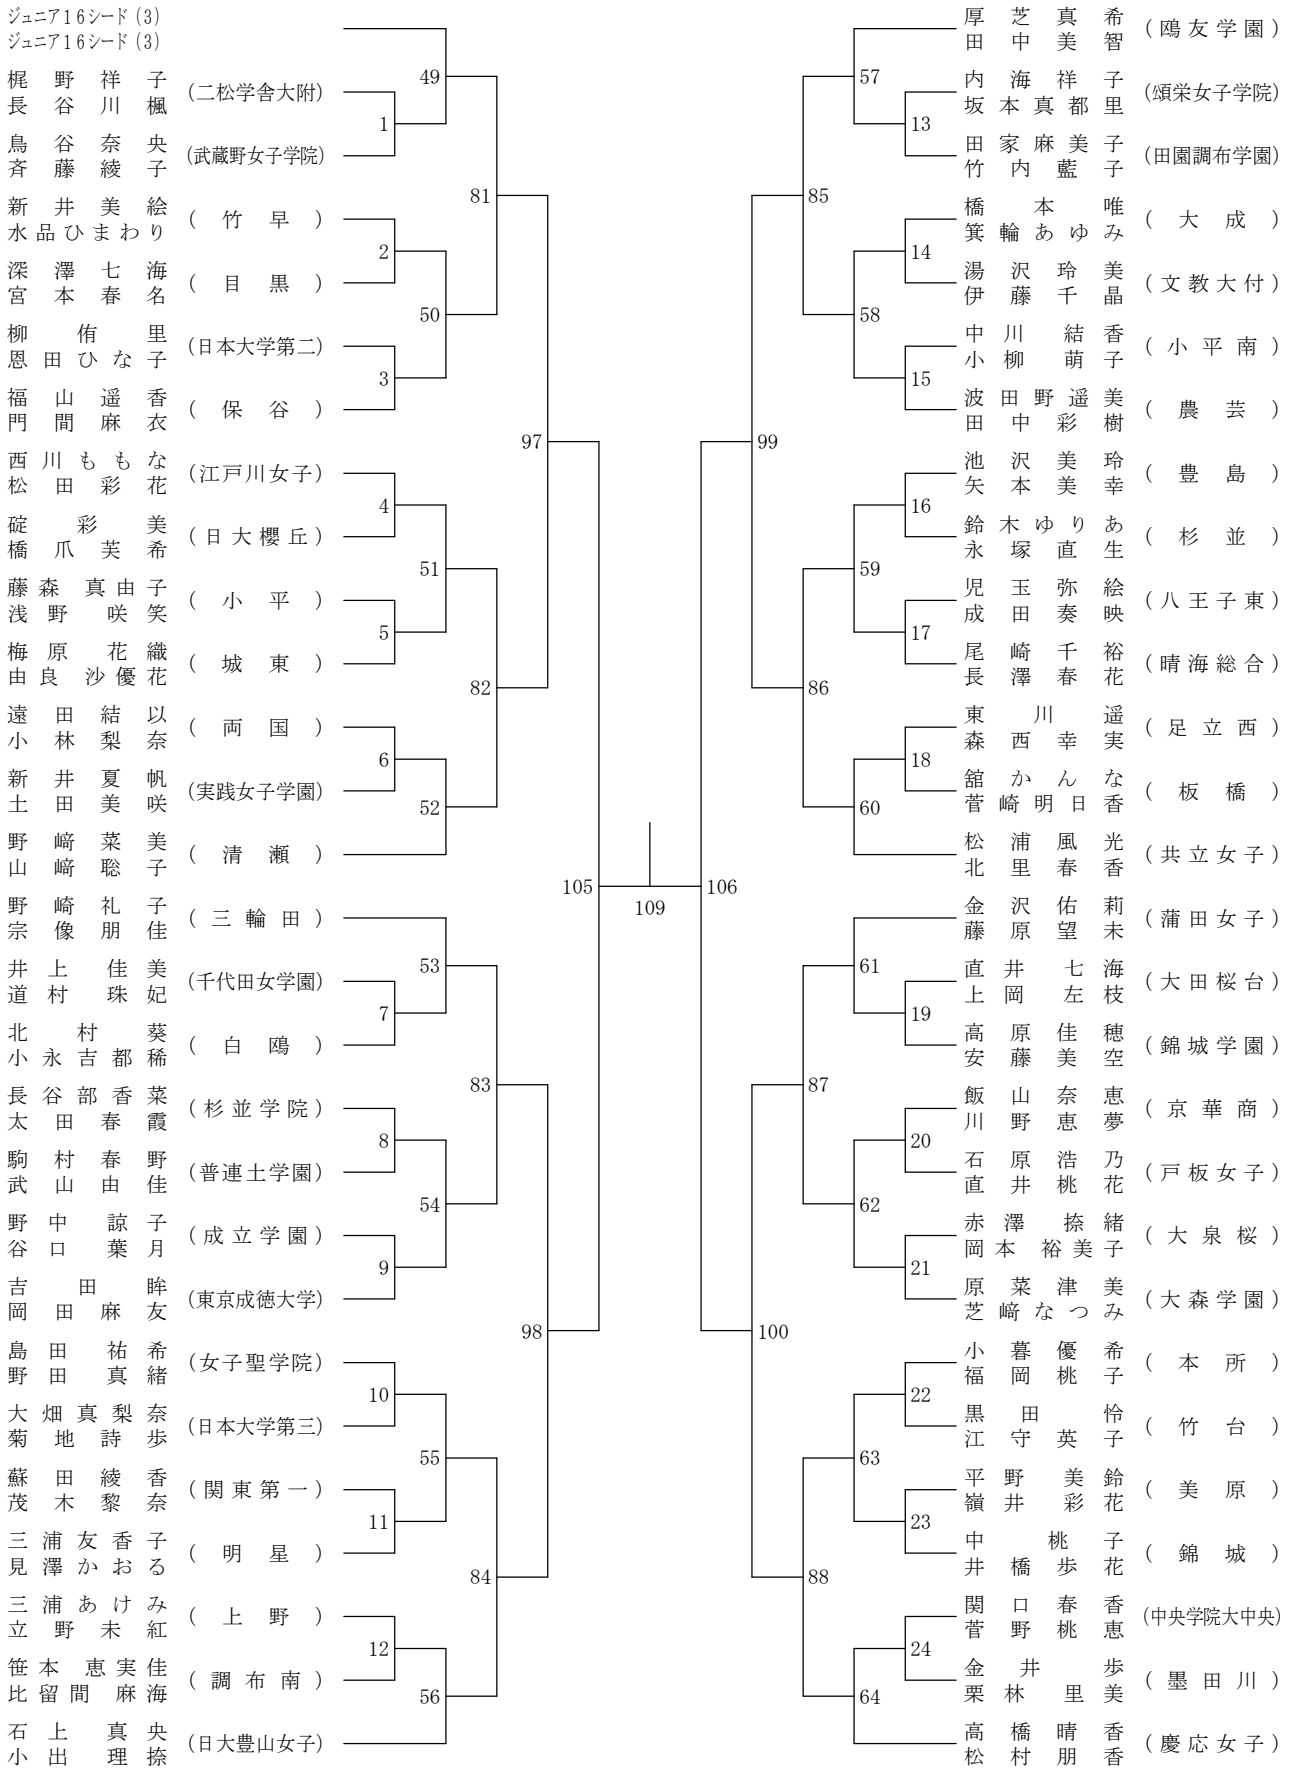 ジュニア16シード (3)
ジュニア16シード (3)
梶野祥子
長谷川楓
(二松学舎大附)
鳥谷奈央
斉藤綾子
(武蔵野女子学院)
新井美絵
水品ひまわり
(竹早)
深澤七海
宮本春名
(目黒)
柳侑里
恩田ひな子
(日本大学第二)
福山遥香
門間麻衣
(保谷)
西川ももな
松田彩花
(江戸川女子)
碇彩美
橋爪芙希
(日大櫻丘)
藤森真由子
浅野咲笑
(小平)
梅原花織
由良沙優花
(城東)
遠田結以
小林梨奈
(両国)
新井夏帆
土田美咲
(実践女子学園)
野﨑菜美
山﨑聡子
(清瀬)
野崎礼子
宗像朋佳
(三輪田)
井上佳美
道村珠妃
(千代田女学園)
北村葵
小永吉都稀
(白鴎)
長谷部香菜
太田春霞
(杉並学院)
駒村春野
武山由佳
(普連土学園)
野中諒子
谷口葉月
(成立学園)
吉田眸
岡田麻友
(東京成徳大学)
島田祐希
野田真緒
(女子聖学院)
大畑真梨奈
菊地詩歩
(日本大学第三)
蘇田綾香
茂木黎奈
(関東第一)
三浦友香子
見澤かおる
(明星)
三浦あけみ
立野未紅
(上野)
笹本恵実佳
比留間麻海
(調布南)
石上真央
小出理捺
(日大豊山女子)
49
1
81
2
50
3
97
4
51
5
82
6
52
105
53
7
83
8
54
9
98
10
55
11
84
12
56
109
106
57
13
85
14
58
15
99
16
59
17
86
18
60
61
19
87
20
62
21
100
22
63
23
88
24
64
厚芝真希
田中美智
(鴎友学園)
内海祥子
坂本真都里
(頌栄女子学院)
田家麻美子
竹内藍子
(田園調布学園)
橋本唯
箕輪あゆみ
(大成)
湯沢玲美
伊藤千晶
(文教大付)
中川結香
小柳萌子
(小平南)
波田野遥美
田中彩樹
(農芸)
池沢美玲
矢本美幸
(豊島)
鈴木ゆりあ
永塚直生
(杉並)
児玉弥絵
成田奏映
(八王子東)
尾崎千裕
長澤春花
(晴海総合)
東川遥
森西幸実
(足立西)
舘かんな
菅崎明日香
(板橋)
松浦風光
北里春香
(共立女子)
金沢佑莉
藤原望未
(蒲田女子)
直井七海
上岡左枝
(大田桜台)
高原佳穂
安藤美空
(錦城学園)
飯山奈恵
川野恵夢
(京華商)
石原浩乃
直井桃花
(戸板女子)
赤澤捺緒
岡本裕美子
(大泉桜)
原菜津美
芝﨑なつみ
(大森学園)
小暮優希
福岡桃子
(本所)
黒田怜
江守英子
(竹台)
平野美鈴
嶺井彩花
(美原)
中桃子
井橋歩花
(錦城)
関口春香
菅野桃恵
(中央学院大中央)
金井歩
栗林里美
(墨田川)
高橋晴香
松村朋香
(慶応女子)